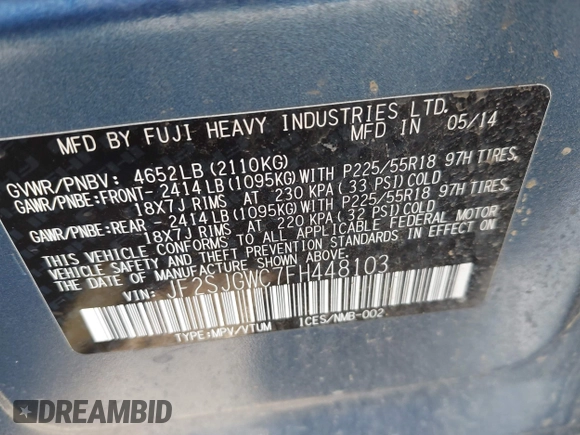 MFD BY FUJI HEAVY INDUSTRIES LTD.
MFD IN 05/14
GVWR/PNBV: 4652LB (2110KG)
GAWR/PNBE:FRONT- 2414LB (1095KG) WITH P225/55R18 97H TIRES,
18X7J RIMS AT 230 KPA (33 PSI) COLD
GAWR/PNBE:REAR - 2414LB (1095KG) WITH P225/55R18 97H TIRES,
18X7J RIMS AT 220 KPA (32 PSI) COLD
THIS VEHICLE CONFORMS TO ALL APPLICABLE FEDERAL MOTOR
VEHICLE SAFETY AND THEFT PREVENTION STANDARDS IN EFFECT ON
THE DATE OF MANUFACTURE SHOWN ABOVE.
VIN: JF2SJGWC7FH448103
TYPE:MPV/VTUM ICES/NMB-002
DREAMBID